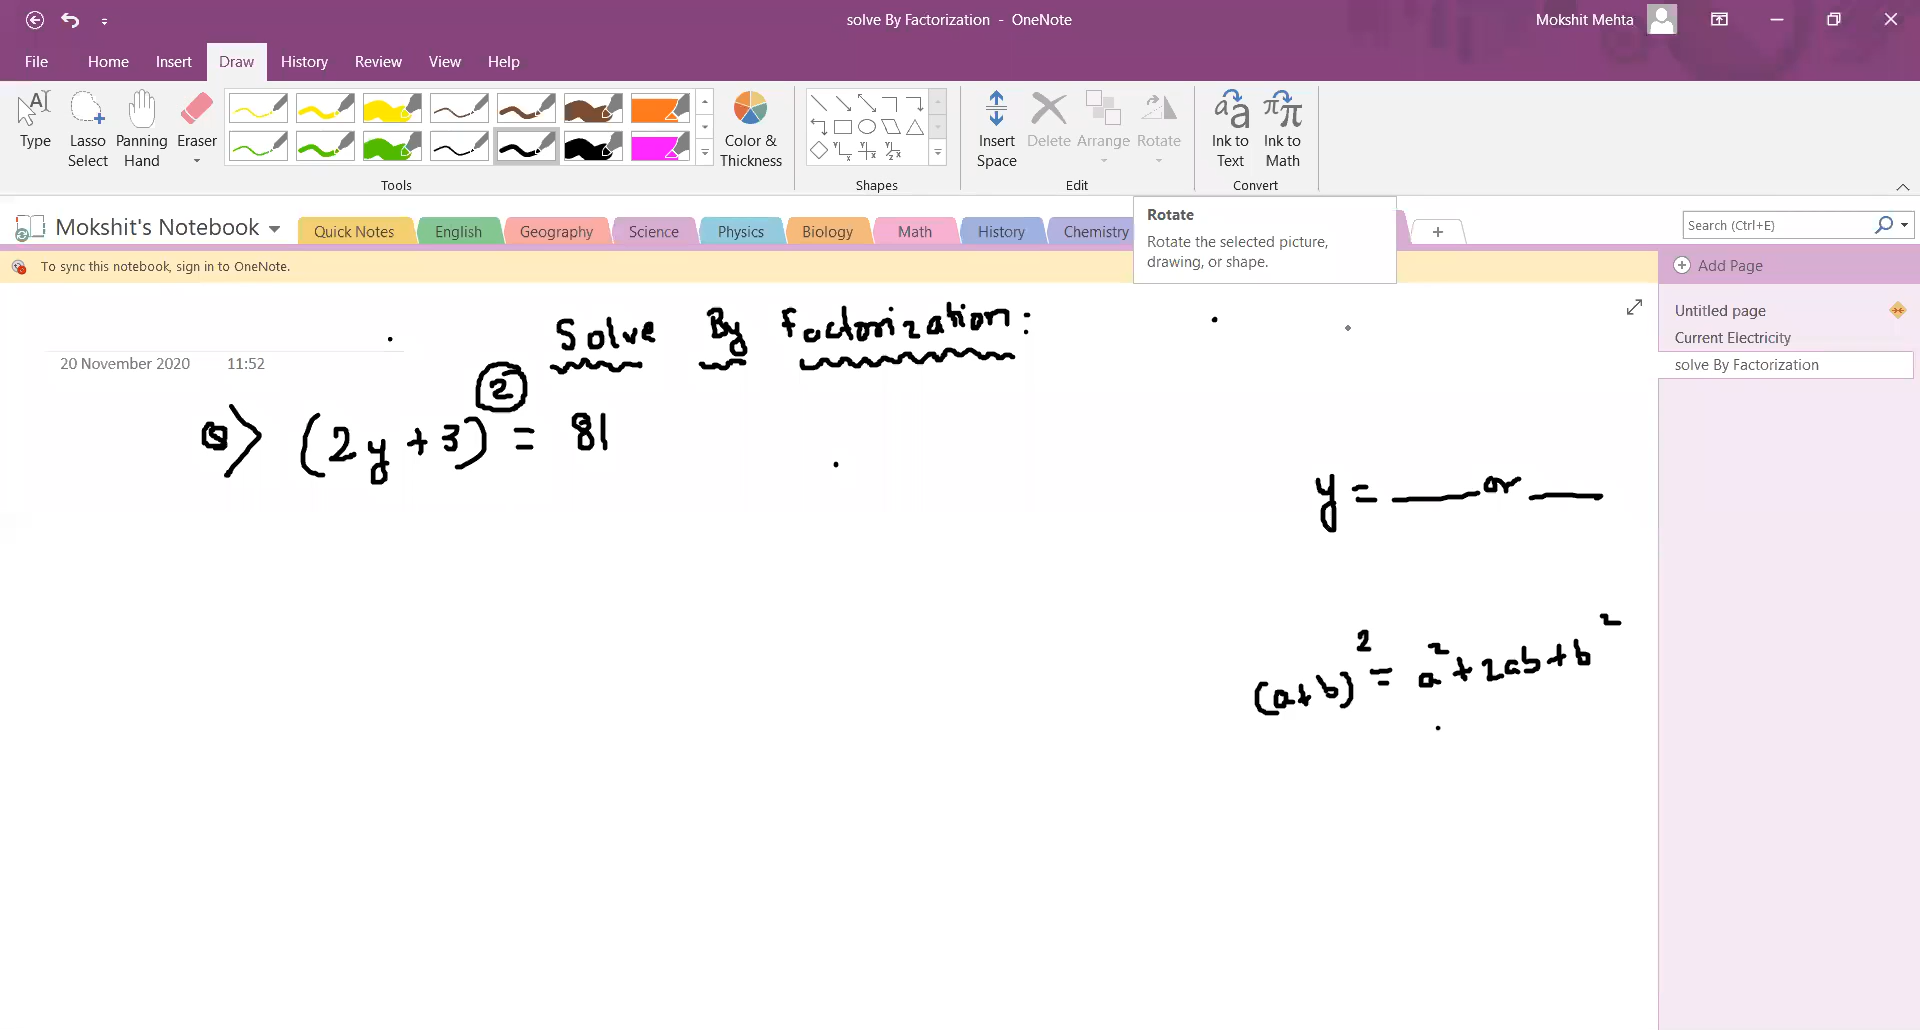 solve By Factorization - OneNote
Mokshit Mehta
File Home Insert Draw History Review View Help
Type
Lasso Select
Panning Hand
Eraser
Color & Thickness
Insert Space
Delete
Arrange
Rotate
Ink to Text
Ink to Math
Tools
Shapes
Edit
Convert
Mokshit's Notebook
Quick Notes English Geography Science Physics Biology Math History Chemistry
Rotate
Rotate the selected picture,
drawing, or shape.
+
Search (Ctrl+E)
To sync this notebook, sign in to OneNote.
Add Page
Untitled page
Current Electricity
solve By Factorization
Solve By Factorization:
20 November 2020 11:52
Q> (2y+3)² = 81
y = ____ or ____
(a+b)² = a² + 2ab + b²